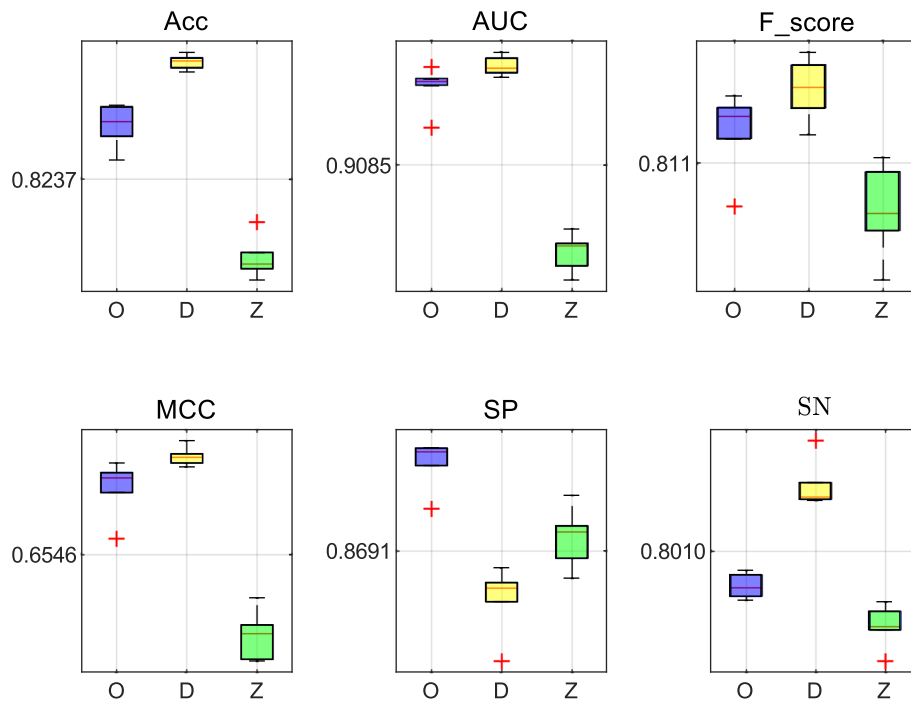 Acc
AUC
F_score
0.8237
0.9085
0.811
O D Z
O D Z
O D Z
MCC
SP
SN
0.6546
0.8691
0.8010
O D Z
O D Z
O D Z